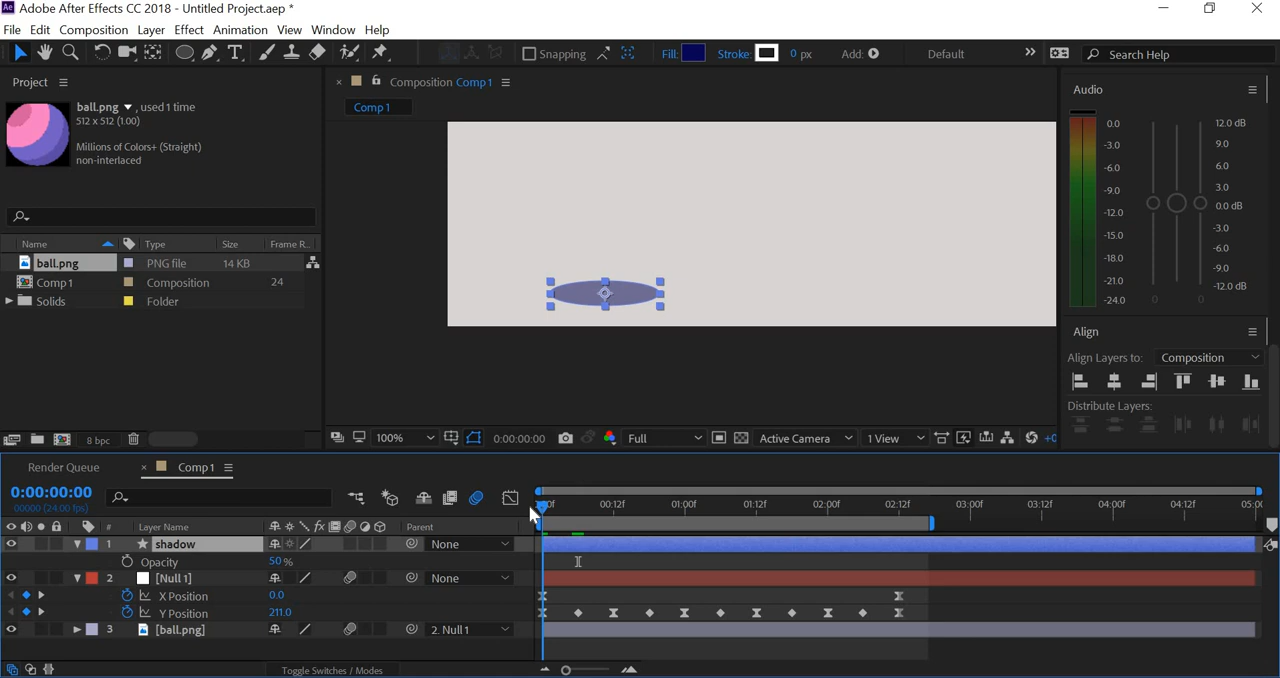 Adobe After Effects CC 2018 - Untitled Project.aep *
File Edit Composition Layer Effect Animation View Window Help
Snapping Fill: Stroke: 0 px Add: Default Search Help
Project
ball.png , used 1 time
512 x 512 (1.00)
Millions of Colors+ (Straight)
non-interlaced
Name Type Size Frame R...
ball.png PNG file 14 KB
Comp 1 Composition 24
Solids Folder
8 bpc
Composition Comp 1
Comp 1
100% 0:00:00:00 Full Active Camera 1 View +0
Audio
0.0 12.0 dB
-3.0 9.0
-6.0 6.0
-9.0 3.0
-12.0 0.0 dB
-15.0 -3.0
-18.0 -6.0
-21.0 -9.0
-24.0 -12.0 dB
0 0
Align
Align Layers to: Composition
Distribute Layers:
Render Queue Comp 1
0:00:00:00
00000 (24.00 fps)
00:12f 01:00f 01:12f 02:00f 02:12f 03:00f 03:12f 04:00f 04:12f 05:00
# Layer Name Parent
1 shadow None
Opacity 50 %
2 [Null 1] None
X Position 0.0
Y Position 211.0
3 [ball.png] 2. Null 1
Toggle Switches / Modes